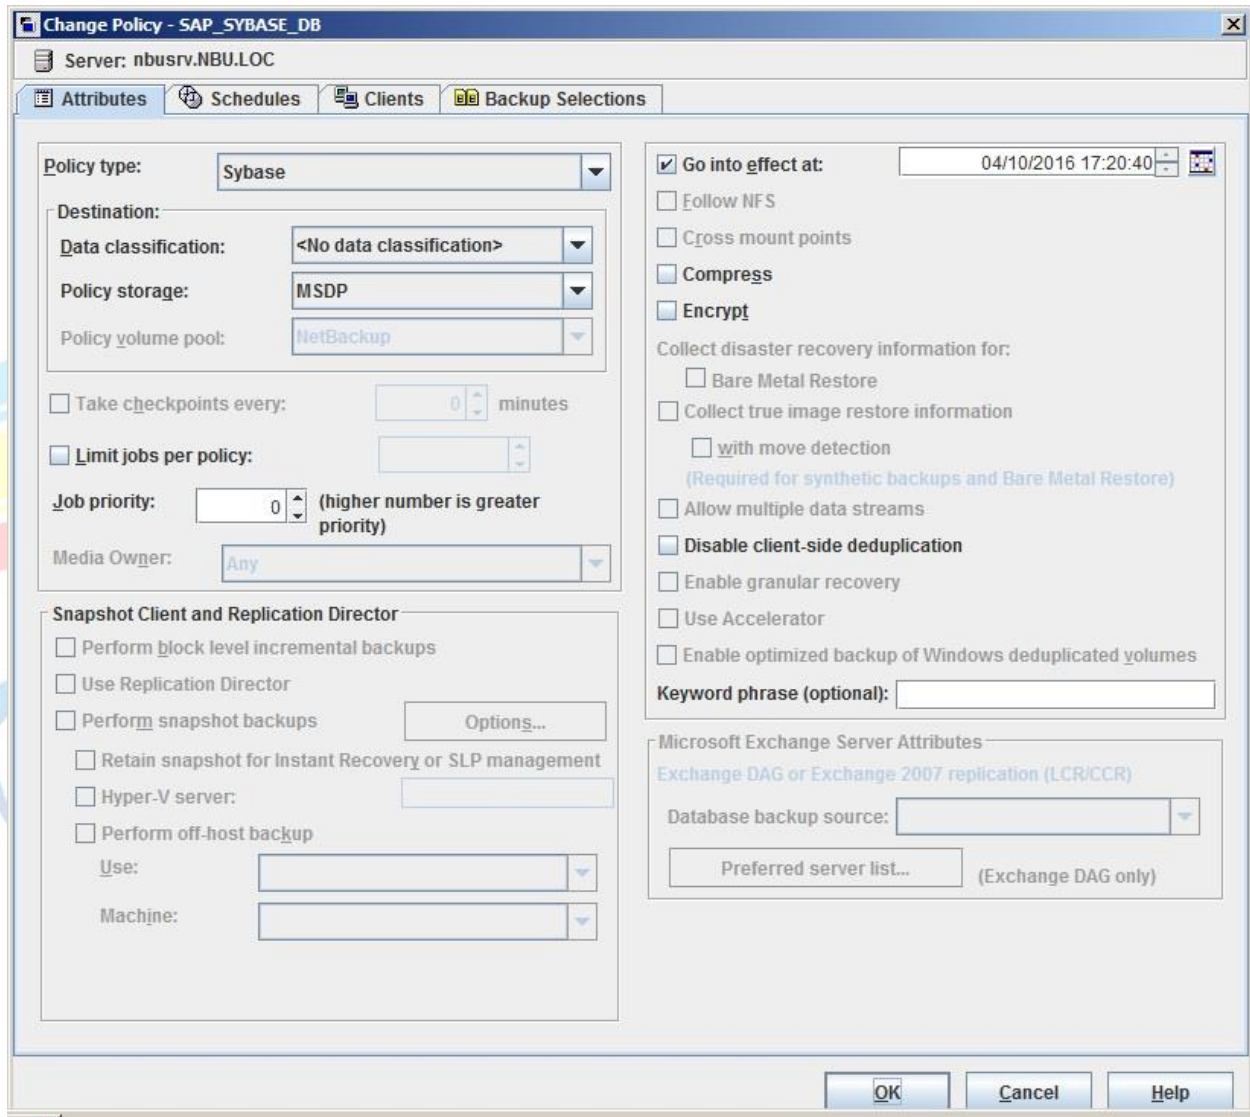 Change Policy - SAP_SYBASE_DB
Server: nbusrv.NBU.LOC
Attributes
Schedules
Clients
Backup Selections
Policy type:
Sybase
Destination:
Data classification:
<No data classification>
Policy storage:
MSDP
Policy volume pool:
NetBackup
Take checkpoints every:
0
minutes
Limit jobs per policy:
Job priority:
0
(higher number is greater
priority)
Media Owner:
Any
Snapshot Client and Replication Director
Perform block level incremental backups
Use Replication Director
Perform snapshot backups
Options...
Retain snapshot for Instant Recovery or SLP management
Hyper-V server:
Perform off-host backup
Use:
Machine:
Go into effect at:
04/10/2016 17:20:40
Follow NFS
Cross mount points
Compress
Encrypt
Collect disaster recovery information for:
Bare Metal Restore
Collect true image restore information
with move detection
(Required for synthetic backups and Bare Metal Restore)
Allow multiple data streams
Disable client-side deduplication
Enable granular recovery
Use Accelerator
Enable optimized backup of Windows deduplicated volumes
Keyword phrase (optional):
Microsoft Exchange Server Attributes
Exchange DAG or Exchange 2007 replication (LCR/CCR)
Database backup source:
Preferred server list...
(Exchange DAG only)
OK
Cancel
Help